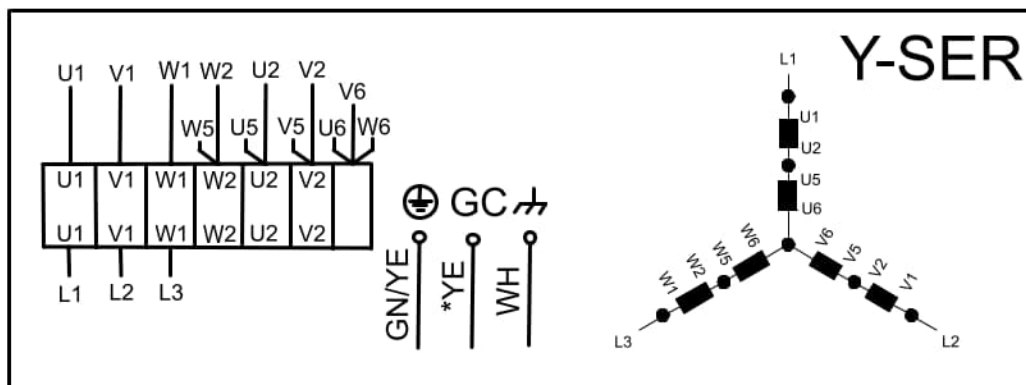 Y-SER
U1 V1 W1 W2 U2 V2 V6
W5 U5 V5 U6 W6
U1 V1 W1 W2 U2 V2
U1 V1 W1 W2 U2 V2
L1 L2 L3
GC
GN/YE *YE WH
L1
U1
U2
U5
U6
W1 W2 W5 W6
V6 V5 V2 V1
L3 L2